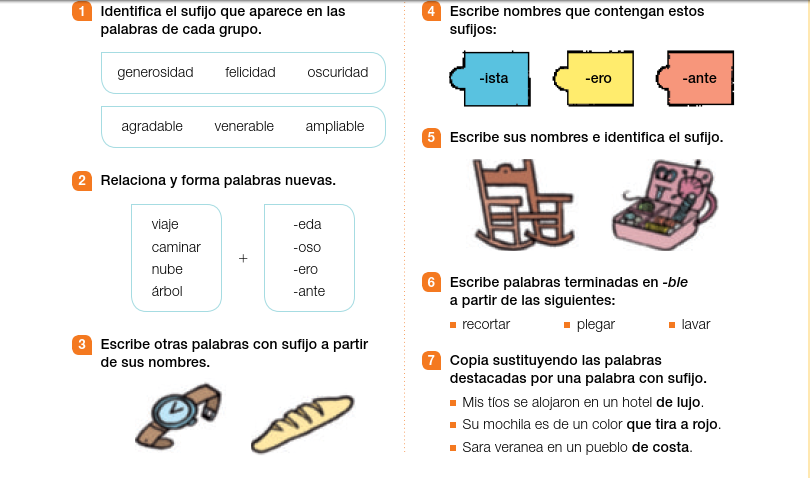 1 Identifica el sufijo que aparece en las
palabras de cada grupo.
generosidad felicidad oscuridad
agradable venerable ampliable
2 Relaciona y forma palabras nuevas.
viaje
caminar
nube
árbol
+
-eda
-oso
-ero
-ante
3 Escribe otras palabras con sufijo a partir
de sus nombres.
4 Escribe nombres que contengan estos
sufijos:
-ista -ero -ante
5 Escribe sus nombres e identifica el sufijo.
6 Escribe palabras terminadas en -ble
a partir de las siguientes:
recortar plegar lavar
7 Copia sustituyendo las palabras
destacadas por una palabra con sufijo.
Mis tíos se alojaron en un hotel de lujo.
Su mochila es de un color que tira a rojo.
Sara veranea en un pueblo de costa.